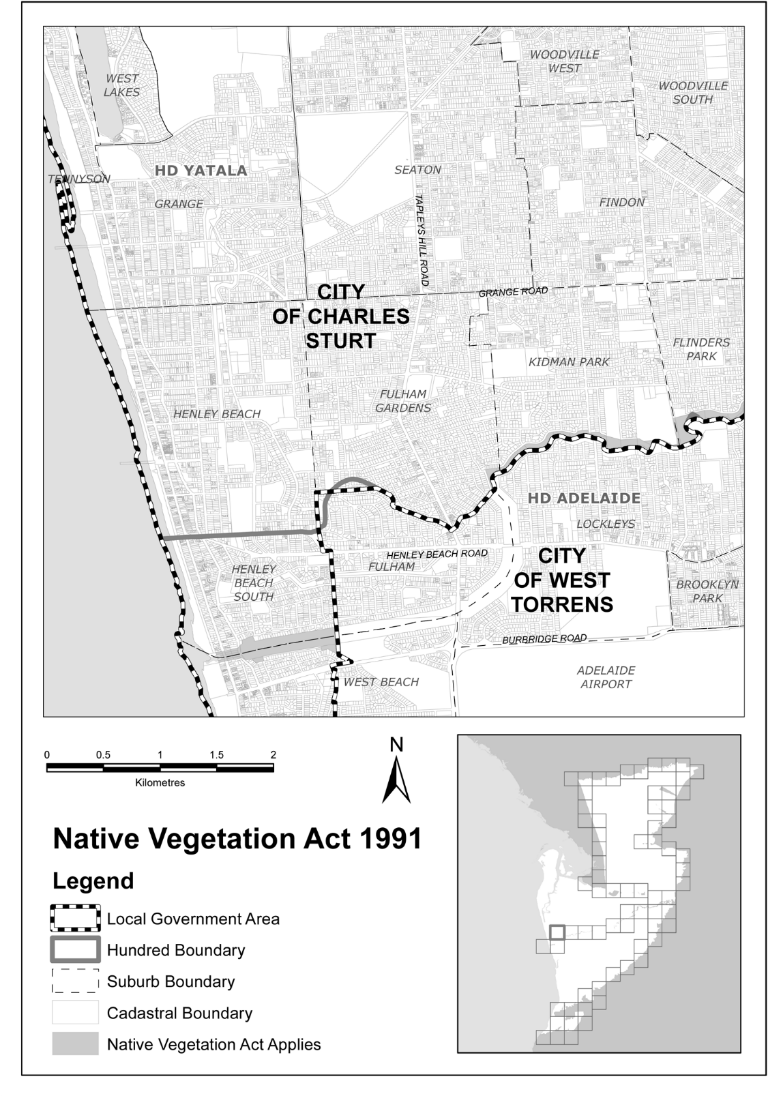 WOODVILLE
WEST
WEST
LAKES
WOODVILLE
SOUTH
HD YATALA
SEATON
TENNYSON
GRANGE
FINDON
TAPLEYS HILL ROAD
CITY
OF CHARLES
STURT
GRANGE ROAD
FLINDERS
PARK
KIDMAN PARK
FULHAM
GARDENS
HENLEY BEACH
HD ADELAIDE
LOCKLEYS
HENLEY BEACH ROAD
FULHAM
CITY
OF WEST
TORRENS
HENLEY
BEACH
SOUTH
BROOKLYN
PARK
BURBRIDGE ROAD
WEST BEACH
ADELAIDE
AIRPORT
0 0.5 1 1.5 2
Kilometres
N
Native Vegetation Act 1991
Legend
Local Government Area
Hundred Boundary
Suburb Boundary
Cadastral Boundary
Native Vegetation Act Applies